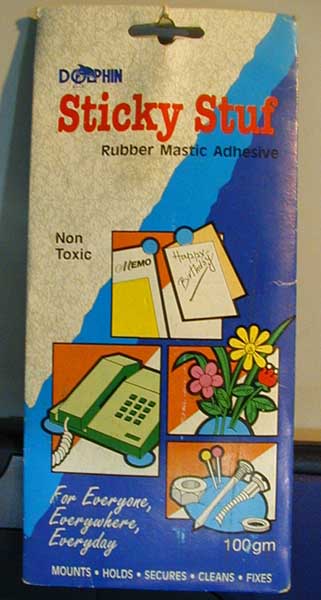 DOLPHIN
Sticky Stuf
Rubber Mastic Adhesive
Non
Toxic
MEMO
Happy
Birthday
For Everyone,
Everywhere,
Everyday
100gm
MOUNTS • HOLDS • SECURES • CLEANS • FIXES